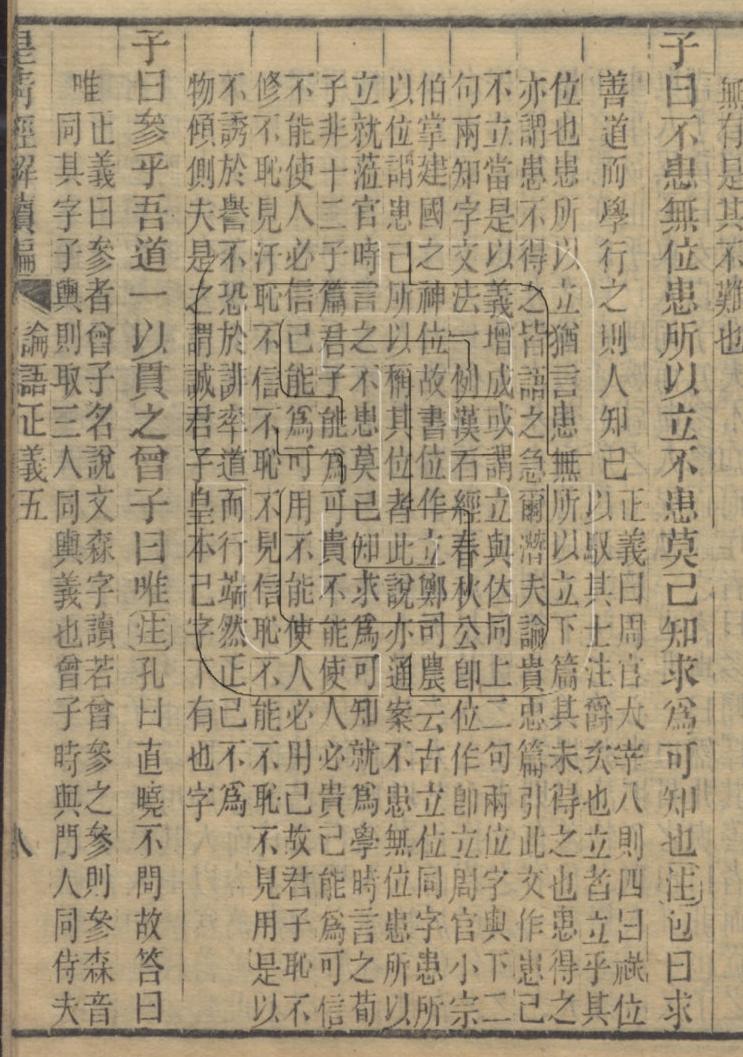 無有是其不難也
子曰不患無位患所以立不患莫己知求爲可知也注包曰求
善道而學行之則人知己
正義曰周官大宰八則四曰祿位
以馭其士注爵次也立者立乎其
位也患所以立猶言患無所以立下篇其未得之也患得之
亦謂患不得之皆語之急爾潛夫論貴忠篇引此文作患己
不立當是以義增成或謂立與位同上二句兩位字與下二
句兩知字文法一例漢石經春秋公卽位作卽立周官小宗
伯掌建國之神位故書位作立鄭司農云古立位同字患所
以位謂患己所以稱其位者此說亦通案不患無位患所以
立就蒞官時言之不患莫己知求爲可知就爲學時言之荀
子非十二子篇君子能爲可貴不能使人必貴己能爲可信
不能使人必信己能爲可用不能使人必用己故君子恥不
修不恥見汙恥不信不恥不見信恥不能不恥不見用是以
不誘於譽不恐於誹率道而行端然正己不爲
物傾側夫是之謂誠君子皇本己字下有也字
子曰參乎吾道一以貫之曾子曰唯注孔曰直曉不問故答曰
唯
正義曰參者曾子名說文森字讀若曾參之參則參森音
同其字子輿則取三人同輿義也曾子時與門人同侍夫
皇清經解續編 論語正義五 八